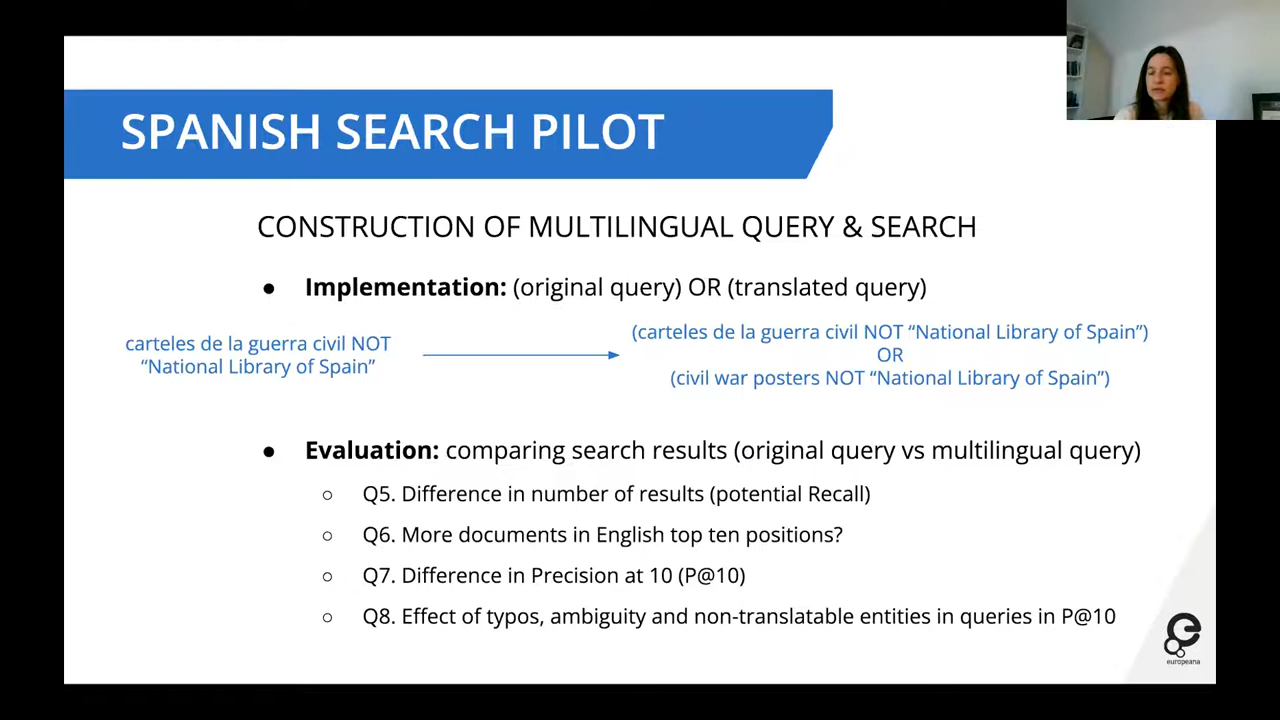 SPANISH SEARCH PILOT
CONSTRUCTION OF MULTILINGUAL QUERY & SEARCH
● Implementation: (original query) OR (translated query)
carteles de la guerra civil NOT
“National Library of Spain”
(carteles de la guerra civil NOT “National Library of Spain”)
OR
(civil war posters NOT “National Library of Spain”)
● Evaluation: comparing search results (original query vs multilingual query)
○ Q5. Difference in number of results (potential Recall)
○ Q6. More documents in English top ten positions?
○ Q7. Difference in Precision at 10 (P@10)
○ Q8. Effect of typos, ambiguity and non-translatable entities in queries in P@10
europeana